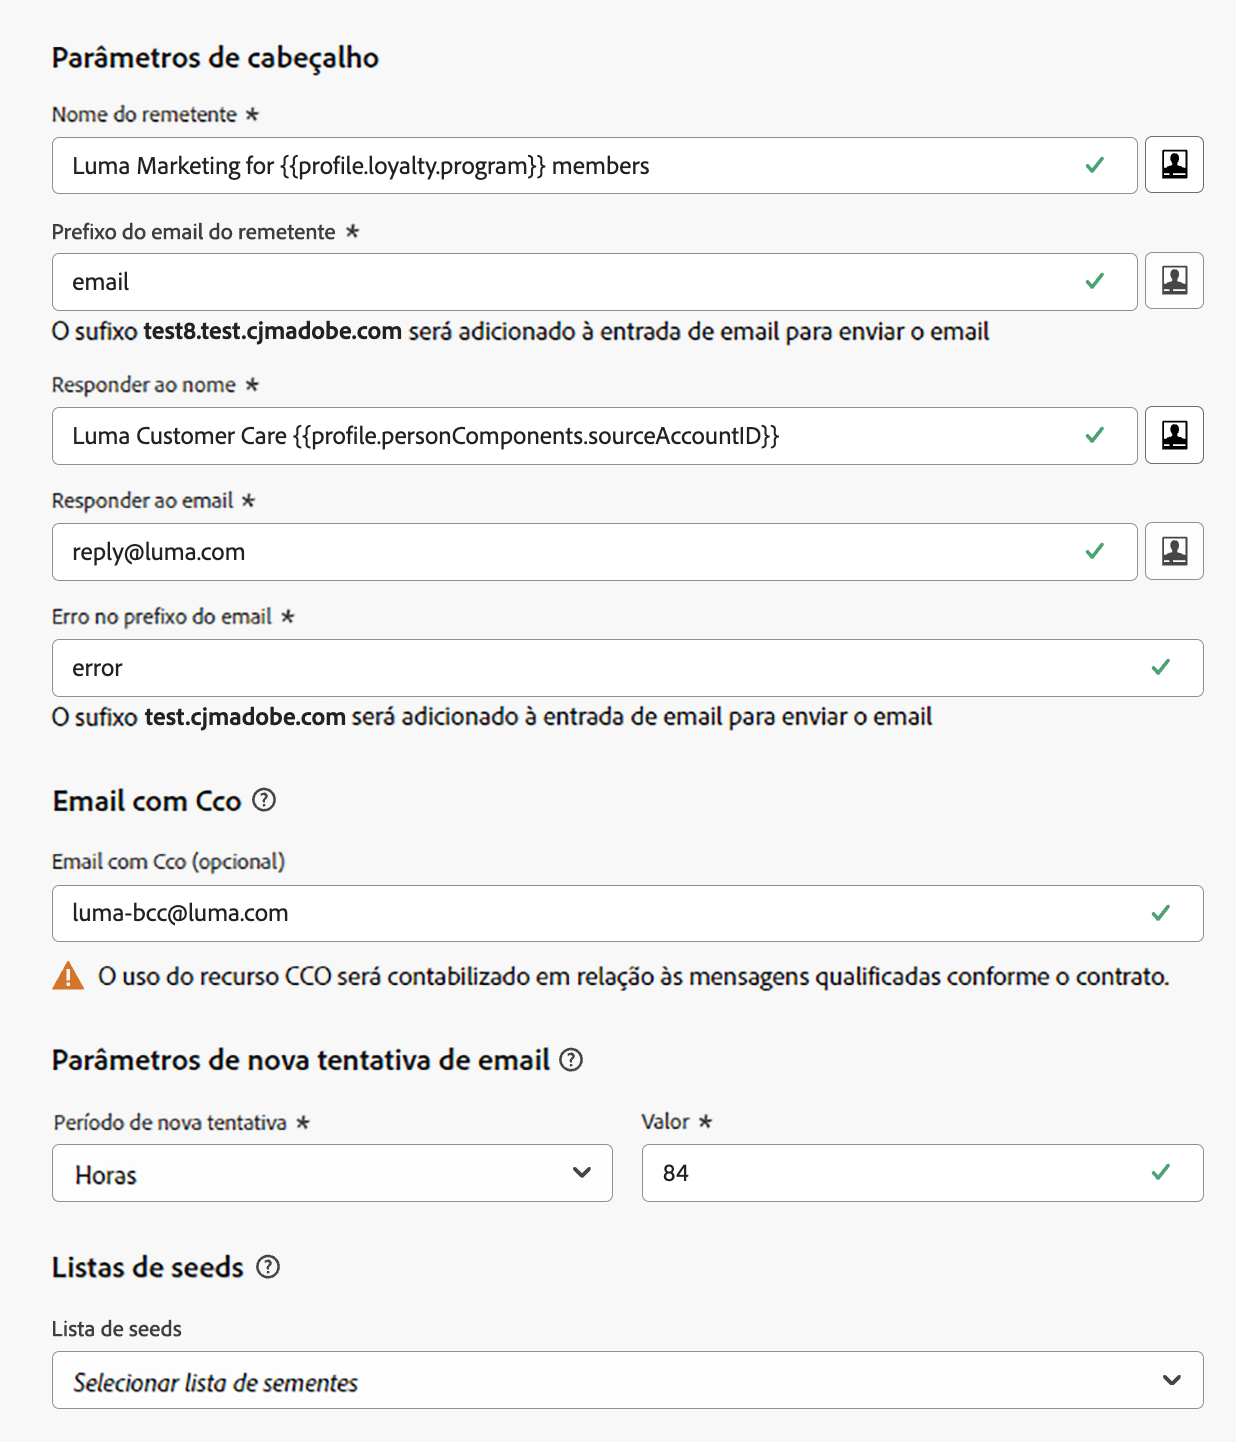 Parâmetros de cabeçalho
Nome do remetente *
Luma Marketing for {{profile.loyalty.program}} members
Prefixo do email do remetente *
email
O sufixo test8.test.cjmadobe.com será adicionado à entrada de email para enviar o email
Responder ao nome *
Luma Customer Care {{profile.personComponents.sourceAccountID}}
Responder ao email *
reply@luma.com
Erro no prefixo do email *
error
O sufixo test.cjmadobe.com será adicionado à entrada de email para enviar o email
Email com Cco
Email com Cco (opcional)
luma-bcc@luma.com
O uso do recurso CCO será contabilizado em relação às mensagens qualificadas conforme o contrato.
Parâmetros de nova tentativa de email
Período de nova tentativa * Valor *
Horas 84
Listas de seeds
Lista de seeds
Selecionar lista de sementes